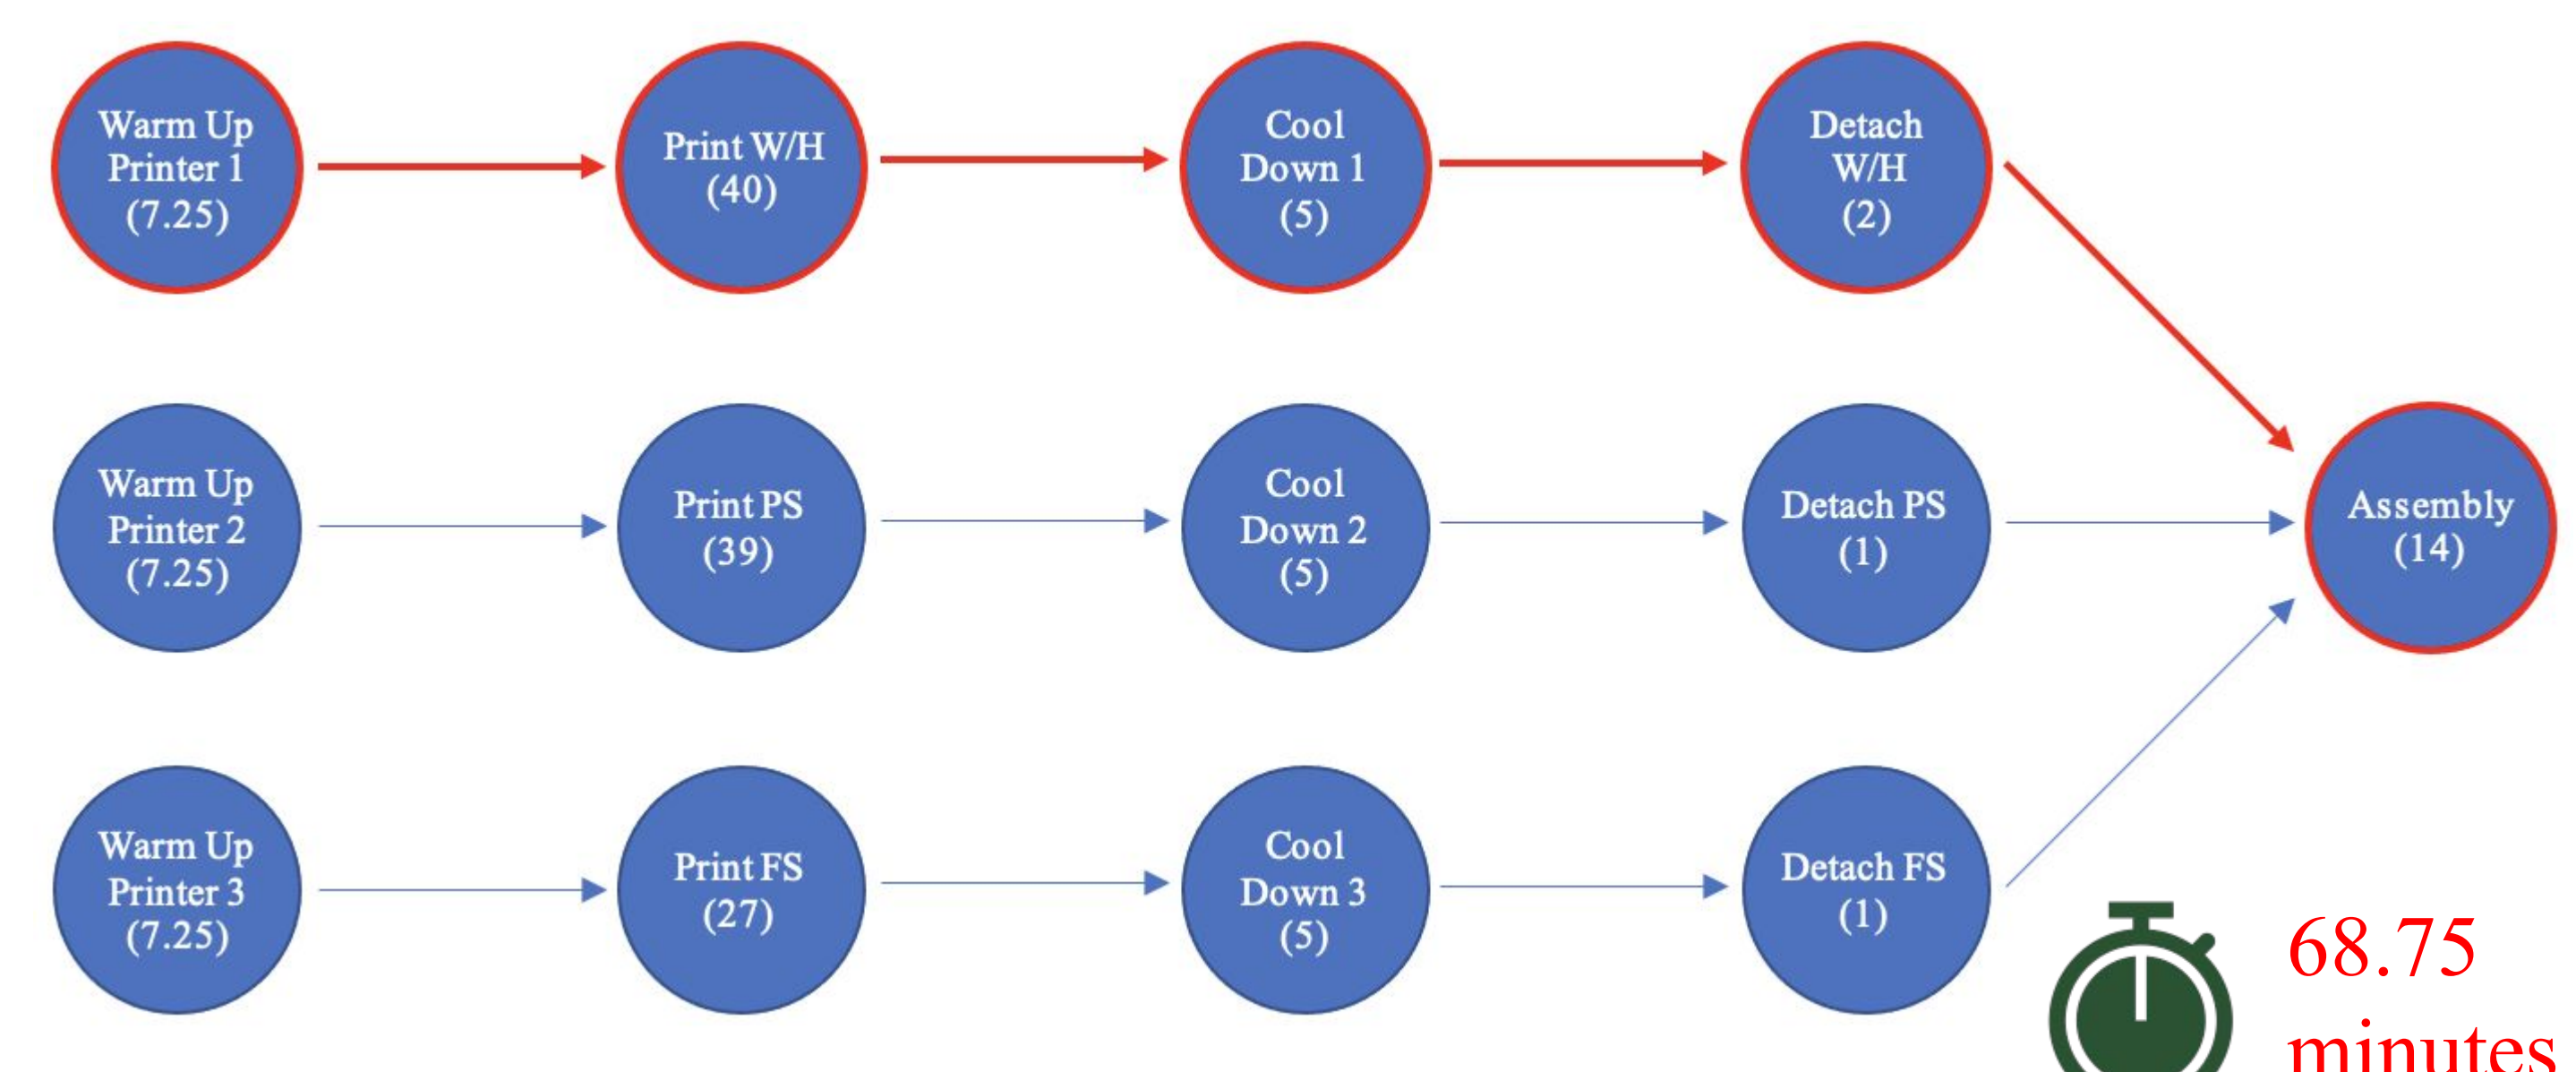 Warm Up
Printer 1
(7.25)
Print W/H
(40)
Cool
Down 1
(5)
Detach
W/H
(2)
Warm Up
Printer 2
(7.25)
Print PS
(39)
Cool
Down 2
(5)
Detach PS
(1)
Assembly
(14)
Warm Up
Printer 3
(7.25)
Print FS
(27)
Cool
Down 3
(5)
Detach FS
(1)
68.75
minutes